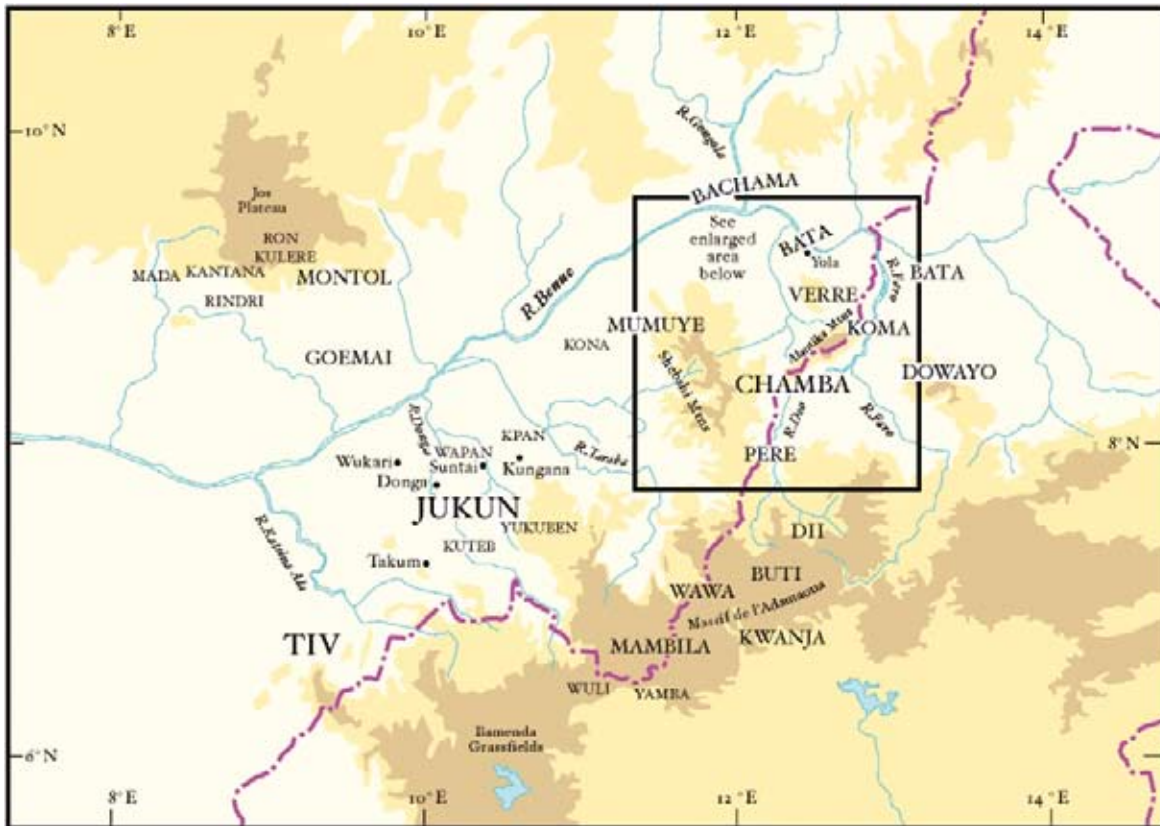 8°E
10°E
12°E
14°E
10°N
R.Gongola
Jos
Plateau
BACHAMA
See
enlarged
area
below
BATA
Yola
RON
KULERE
MADA
KANTANA
MONTOL
RINDRI
R.Benue
VERRE
R.Faro
BATA
Alantika Mtns
KOMA
MUMUYE
KONA
GOEMAI
Shebshi Mtns
CHAMBA
DOWAYO
R.Donga
R.Deo
R.Faro
KPAN
WAPAN
R.Taraba
8°N
Wukari
Suntai
Kungana
PERE
Donga
JUKUN
YUKUBEN
DII
KUTEB
R.Katsina Ala
Takum
BUTI
WAWA
Massif de l'Adamaoua
TIV
MAMBILA
KWANJA
WULI
YAMBA
Bamenda
Grassfields
6°N
8°E
10°E
12°E
14°E